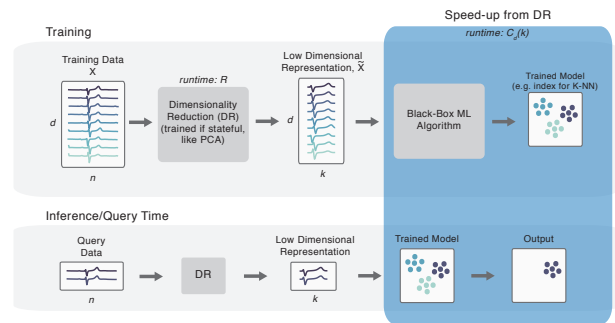 Speed-up from DR
Training
runtime: C_d(k)
Training Data
X
Low Dimensional
Representation, X̃
Trained Model
(e.g. index for K-NN)
runtime: R
Dimensionality
Reduction (DR)
(trained if stateful,
like PCA)
Black-Box ML
Algorithm
d
d
n
k
Inference/Query Time
Query
Data
Low Dimensional
Representation
Trained Model
Output
DR
n
k